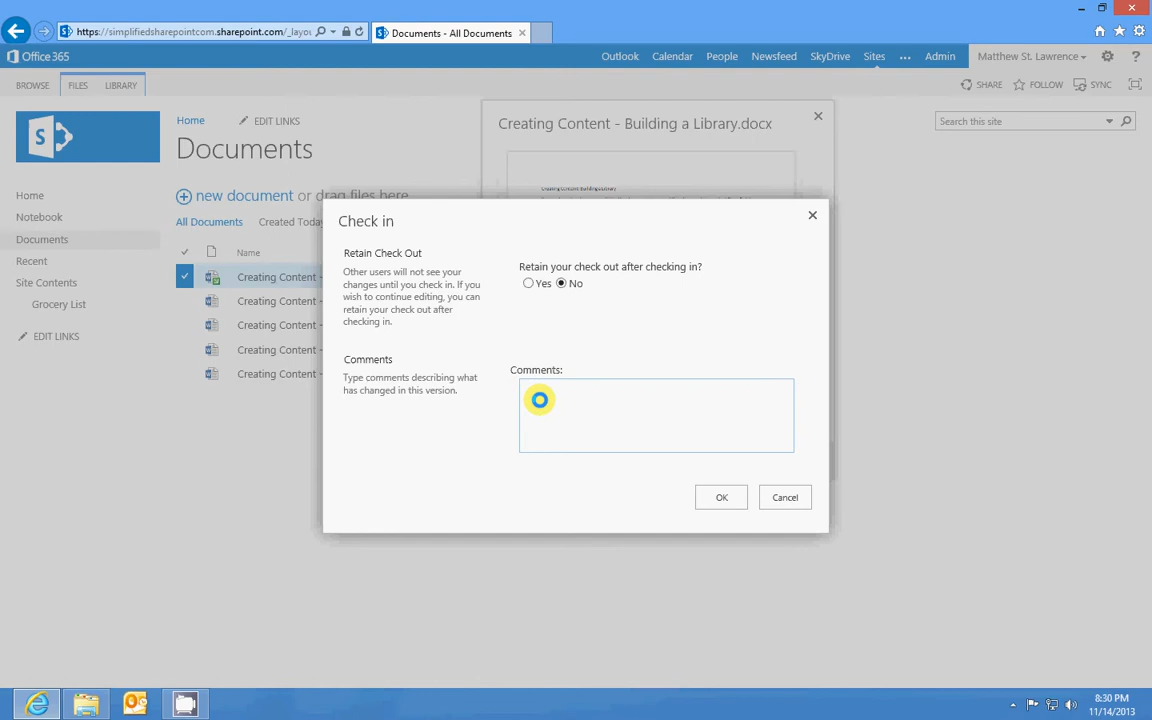 https://simplifiedsharepointcom.sharepoint.com/_layou
Documents - All Documents
Office 365
Outlook
Calendar
People
Newsfeed
SkyDrive
Sites
Admin
Matthew St. Lawrence
?
BROWSE
FILES
LIBRARY
SHARE
FOLLOW
SYNC
Home
EDIT LINKS
Creating Content - Building a Library.docx
Search this site
Documents
Creating Content: Building a Library
new document or drag files here
All Documents
Created Today
Home
Notebook
Documents
Recent
Site Contents
Grocery List
EDIT LINKS
Name
Creating Content -
Creating Content -
Creating Content -
Creating Content -
Creating Content -
Check in
Retain Check Out
Other users will not see your
changes until you check in. If you
wish to continue editing, you can
retain your check out after
checking in.
Retain your check out after checking in?
Yes
No
Comments
Type comments describing what
has changed in this version.
Comments:
OK
Cancel
8:30 PM
11/14/2013